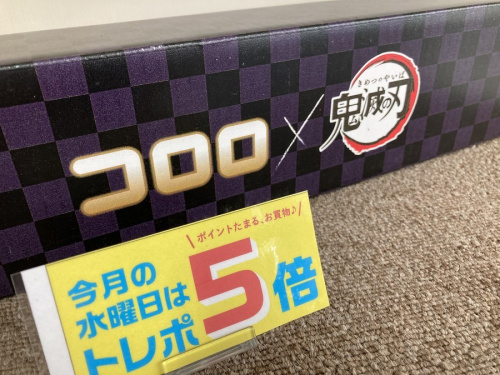 コロロ×鬼滅の刃
きめつのやいば
ポイントたまる、お買物♪
今月の
水曜日は
トレポ5倍